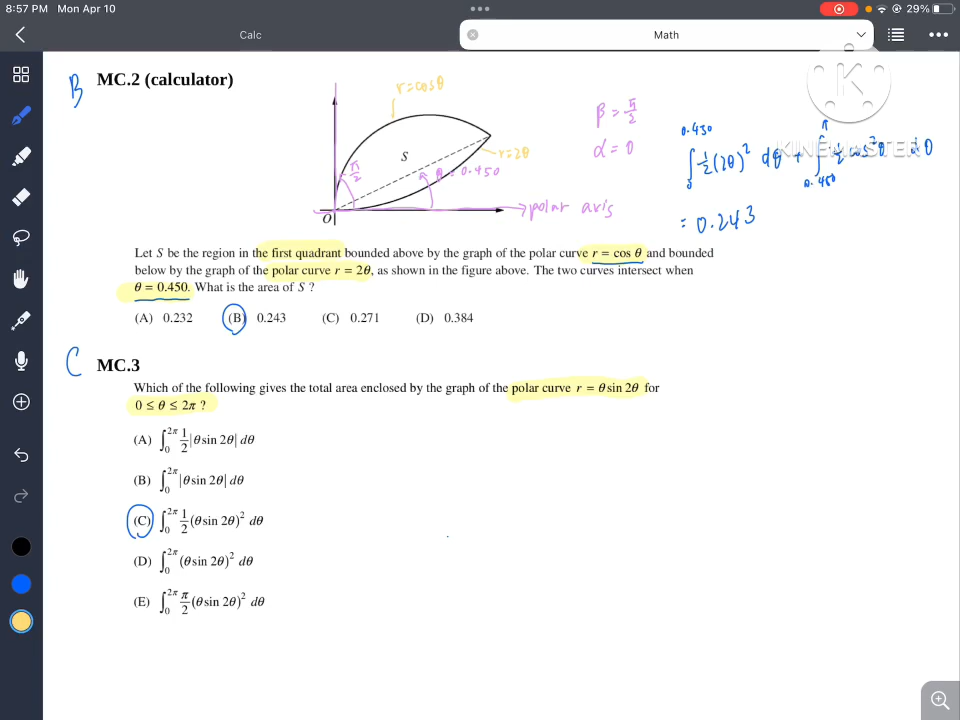 8:57 PM Mon Apr 10
29%
Calc
Math
B
MC.2 (calculator)
r=cosθ
S
r=2θ
π/2
θ = 0.450
O
polar axis
β = π/2
α = 0
∫₀^0.450 ½(2θ)² dθ + ∫
0.450
dθ
= 0.243
KINEMASTER
K
Let S be the region in the first quadrant bounded above by the graph of the polar curve r = cos θ and bounded
below by the graph of the polar curve r = 2θ, as shown in the figure above. The two curves intersect when
θ = 0.450. What is the area of S ?
(A) 0.232 (B) 0.243 (C) 0.271 (D) 0.384
C
MC.3
Which of the following gives the total area enclosed by the graph of the polar curve r = θ sin 2θ for
0 ≤ θ ≤ 2π ?
(A) ∫₀^2π 1/2 |θ sin 2θ| dθ
(B) ∫₀^2π |θ sin 2θ| dθ
(C) ∫₀^2π 1/2 (θ sin 2θ)² dθ
(D) ∫₀^2π (θ sin 2θ)² dθ
(E) ∫₀^2π π/2 (θ sin 2θ)² dθ